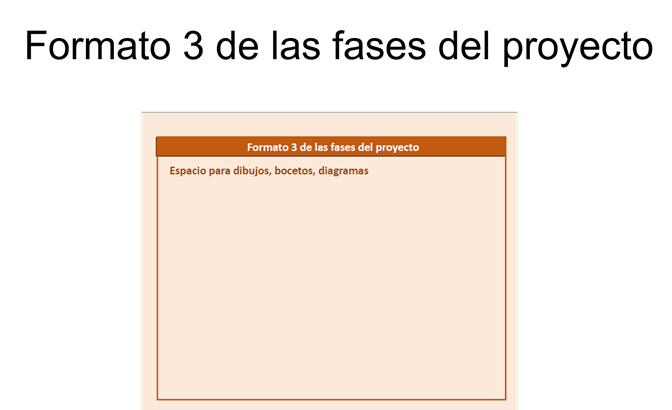 Formato 3 de las fases del proyecto
Formato 3 de las fases del proyecto
Espacio para dibujos, bocetos, diagramas